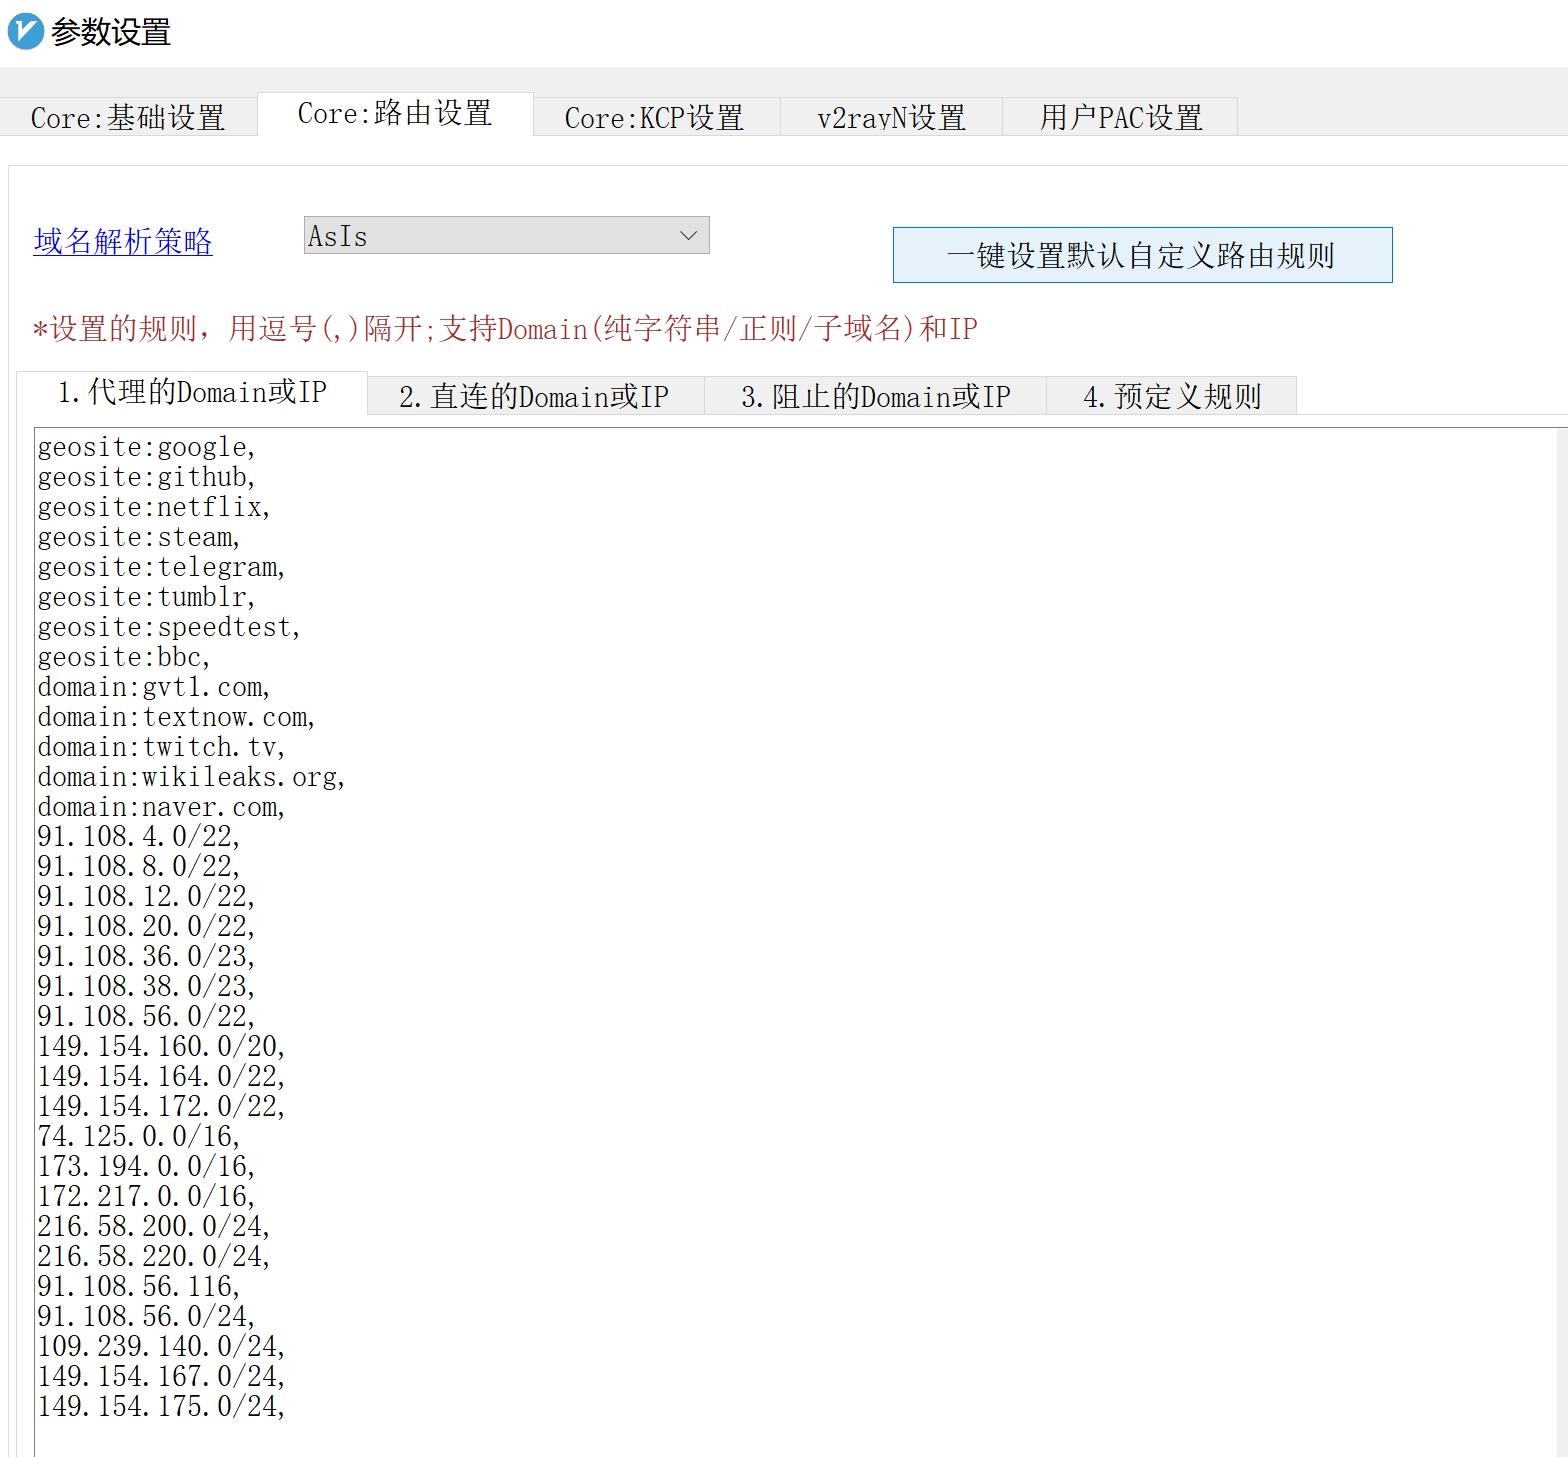 参数设置
Core:基础设置 Core:路由设置 Core:KCP设置 v2rayN设置 用户PAC设置
域名解析策略 AsIs 一键设置默认自定义路由规则
*设置的规则，用逗号(,)隔开;支持Domain(纯字符串/正则/子域名)和IP
1.代理的Domain或IP 2.直连的Domain或IP 3.阻止的Domain或IP 4.预定义规则
geosite:google,
geosite:github,
geosite:netflix,
geosite:steam,
geosite:telegram,
geosite:tumblr,
geosite:speedtest,
geosite:bbc,
domain:gvt1.com,
domain:textnow.com,
domain:twitch.tv,
domain:wikileaks.org,
domain:naver.com,
91.108.4.0/22,
91.108.8.0/22,
91.108.12.0/22,
91.108.20.0/22,
91.108.36.0/23,
91.108.38.0/23,
91.108.56.0/22,
149.154.160.0/20,
149.154.164.0/22,
149.154.172.0/22,
74.125.0.0/16,
173.194.0.0/16,
172.217.0.0/16,
216.58.200.0/24,
216.58.220.0/24,
91.108.56.116,
91.108.56.0/24,
109.239.140.0/24,
149.154.167.0/24,
149.154.175.0/24,